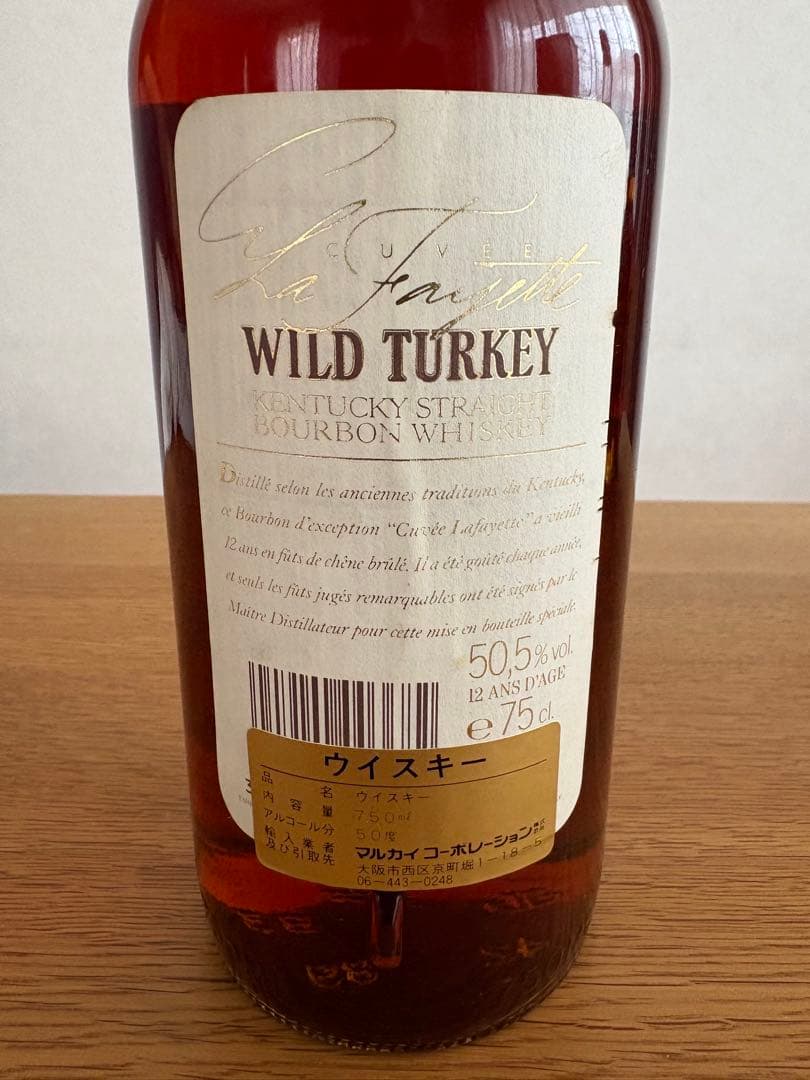 CUVÉE
La Fayette
WILD TURKEY
KENTUCKY STRAIGHT
BOURBON WHISKEY
Distillé selon les anciennes traditions du Kentucky,
ce Bourbon d'exception "Cuvée Lafayette" a vieilli
12 ans en fûts de chêne brûlé. Il a été goûté chaque année,
et seuls les fûts jugés remarquables ont été signés par le
Maître Distillateur pour cette mise en bouteille spéciale.
50,5% vol.
12 ANS D'AGE
e 75 cl.
3
ウイスキー
品名 ウイスキー
内容量 750ml
アルコール分 50度
輸入業者及び引取先 マルカイコーポレーション株式会社
大阪市西区京町堀1-18-5
06-443-0248